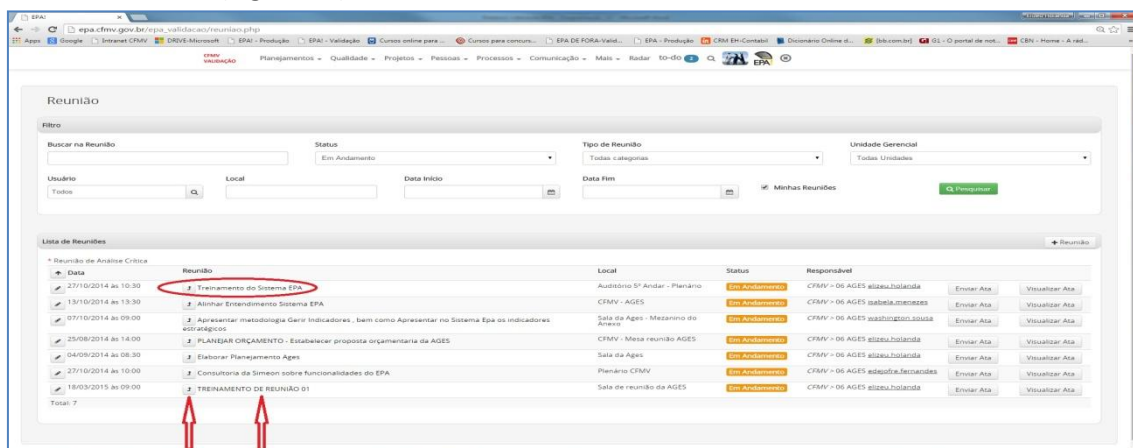 EPA!
epa.cfmv.gov.br/epa_validacao/reuniao.php
Apps Google Intranet CFMV DRIVE-Microsoft EPA! - Produção EPA! - Validação Cursos online para ... Cursos para concurs... EPA DE FORA-Valid... EPA - Produção CRM EH-Contabil Dicionário Online d... [bb.com.br] G1 - O portal de not... CBN - Home - A réd...
CFMV VALIDAÇÃO Planejamentos Qualidade Projetos Pessoas Processos Comunicação Mais Radar to-do 2 EPA
Reunião
Filtro
Buscar na Reunião Status Tipo de Reunião Unidade Gerencial
Em Andamento Todas categorias Todas Unidades
Usuário Local Data Início Data Fim
Todos Minhas Reuniões Pesquisar
Lista de Reuniões + Reunião
* Reunião de Análise Crítica
Data Reunião Local Status Responsável
27/10/2014 às 10:30 Treinamento do Sistema EPA Auditório 5º Andar - Plenário Em Andamento CFMV > 06 AGES elizeu.holanda Enviar Ata Visualizar Ata
13/10/2014 às 13:30 Alinhar Entendimento Sistema EPA CFMV - AGES Em Andamento CFMV > 06 AGES isabela.menezes Enviar Ata Visualizar Ata
07/10/2014 às 09:00 Apresentar metodologia Gerir Indicadores , bem como Apresentar no Sistema Epa os indicadores estratégicos Sala da Ages - Mezanino do Anexo Em Andamento CFMV > 06 AGES washington.sousa Enviar Ata Visualizar Ata
25/08/2014 às 14:00 PLANEJAR ORÇAMENTO - Estabelecer proposta orçamentaria da AGES CFMV - Mesa reunião AGES Em Andamento CFMV > 06 AGES elizeu.holanda Enviar Ata Visualizar Ata
04/09/2014 às 08:30 Elaborar Planejamento Ages Sala da Ages Em Andamento CFMV > 06 AGES elizeu.holanda Enviar Ata Visualizar Ata
27/10/2014 às 10:00 Consultoria da Simeon sobre funcionalidades do EPA Plenário CFMV Em Andamento CFMV > 06 AGES edejofre.fernandes Enviar Ata Visualizar Ata
18/03/2015 às 09:00 TREINAMENTO DE REUNIÃO 01 Sala de reunião da AGES Em Andamento CFMV > 06 AGES elizeu.holanda Enviar Ata Visualizar Ata
Total: 7